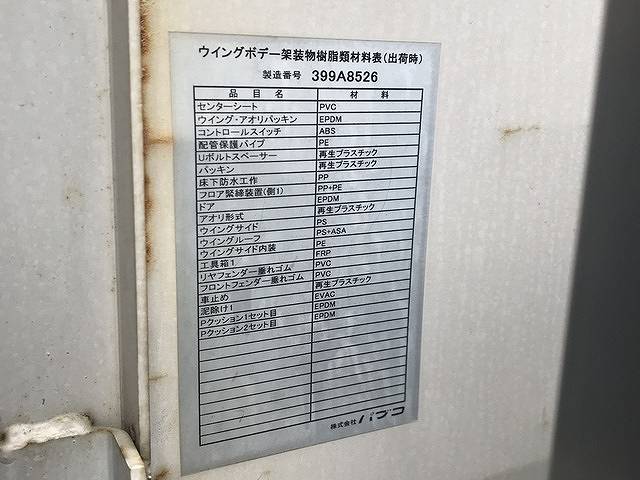 ウイングボデー架装物樹脂類材料表(出荷時)
製造番号 399A8526
品目名 材料
センターシート PVC
ウイング・アオリパッキン EPDM
コントロールスイッチ ABS
配管保護パイプ PE
Uボルトスペーサー 再生プラスチック
パッキン 再生プラスチック
床下防水工作 PP
フロア緊締装置(側1) PP+PE
ドア EPDM
アオリ形式 再生プラスチック
ウイングサイド PS
ウイングルーフ PS+ASA
ウイングサイド内装 PE
工具箱1 FRP
リヤフェンダー垂れゴム PVC
フロントフェンダー垂れゴム PVC
車止め 再生プラスチック
泥除け1 EVAC
Pクッション1セット目 EPDM
Pクッション2セット目 EPDM
株式会社パブコ